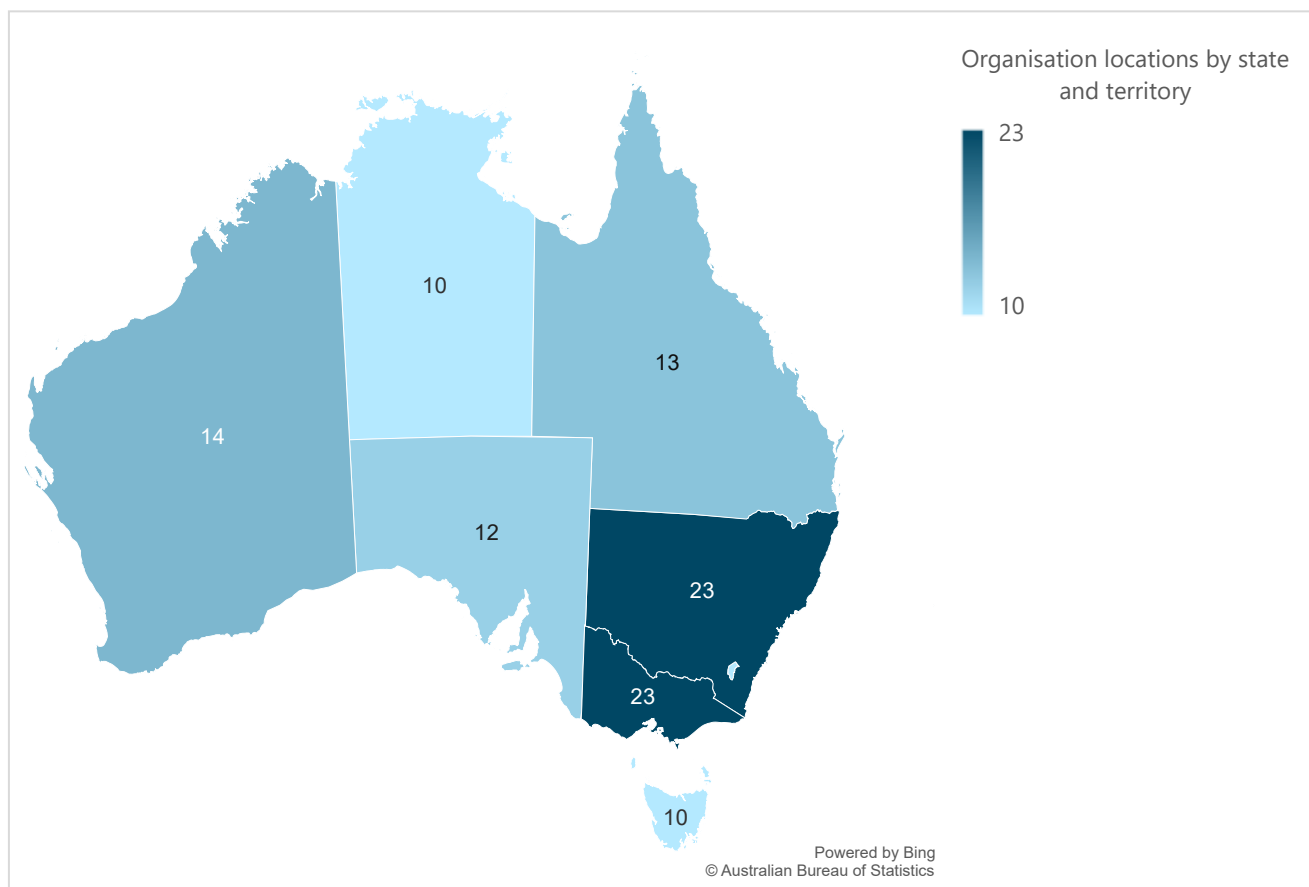 Organisation locations by state
and territory
23
10
10
13
14
12
23
23
10
Powered by Bing
© Australian Bureau of Statistics